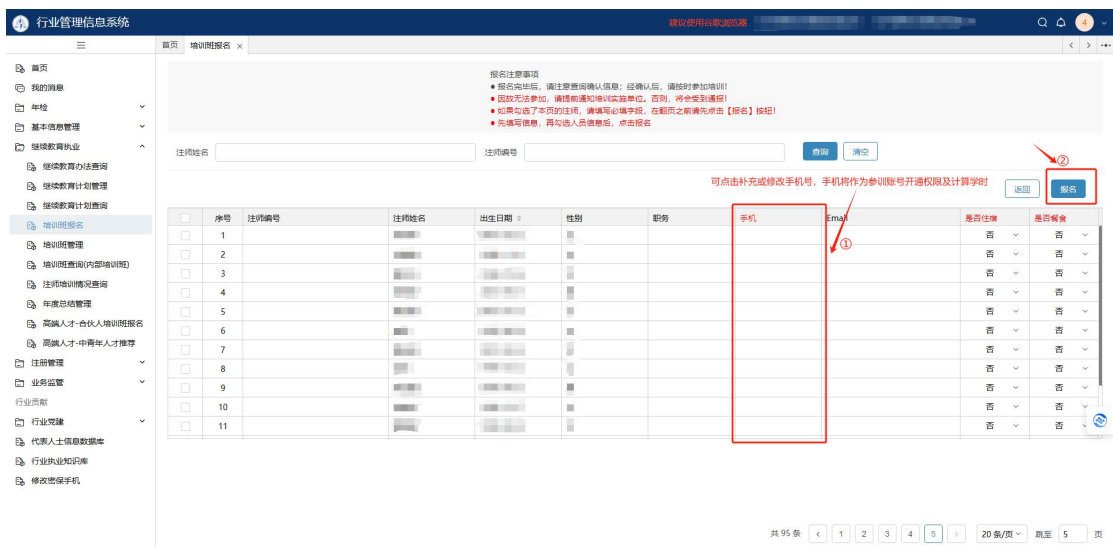 行业管理信息系统
建议使用谷歌浏览器
4
首页 培训班报名 ×
首页
我的消息
年检
基本信息管理
继续教育执业
继续教育办法查询
继续教育计划管理
继续教育计划查询
培训班报名
培训班管理
培训班查询(内部培训班)
注师培训情况查询
年度总结管理
高端人才-合伙人培训班报名
高端人才-中青年人才推荐
注册管理
业务监管
行业贡献
行业党建
代表人士信息数据库
行业执业知识库
修改密保手机
报名注意事项
● 报名完毕后，请注意查询确认信息；经确认后，请按时参加培训!
● 因故无法参加，请提前通知培训实施单位。否则，将会受到通报!
● 如果勾选了本页的注师，请填写必填字段，在翻页之前请先点击【报名】按钮!
● 先填写信息，再勾选人员信息后，点击报名
注师姓名 注师编号 查询 清空
②
可点击补充或修改手机号，手机将作为参训账号开通权限及计算学时 返回 报名
序号 注师编号 注师姓名 出生日期 性别 职务 手机 Email 是否住宿 是否餐食
①
1 否 否
2 否 否
3 否 否
4 否 否
5 否 否
6 否 否
7 否 否
8 否 否
9 否 否
10 否 否
11 否 否
共 95 条 < 1 2 3 4 5 > 20 条/页 跳至 5 页